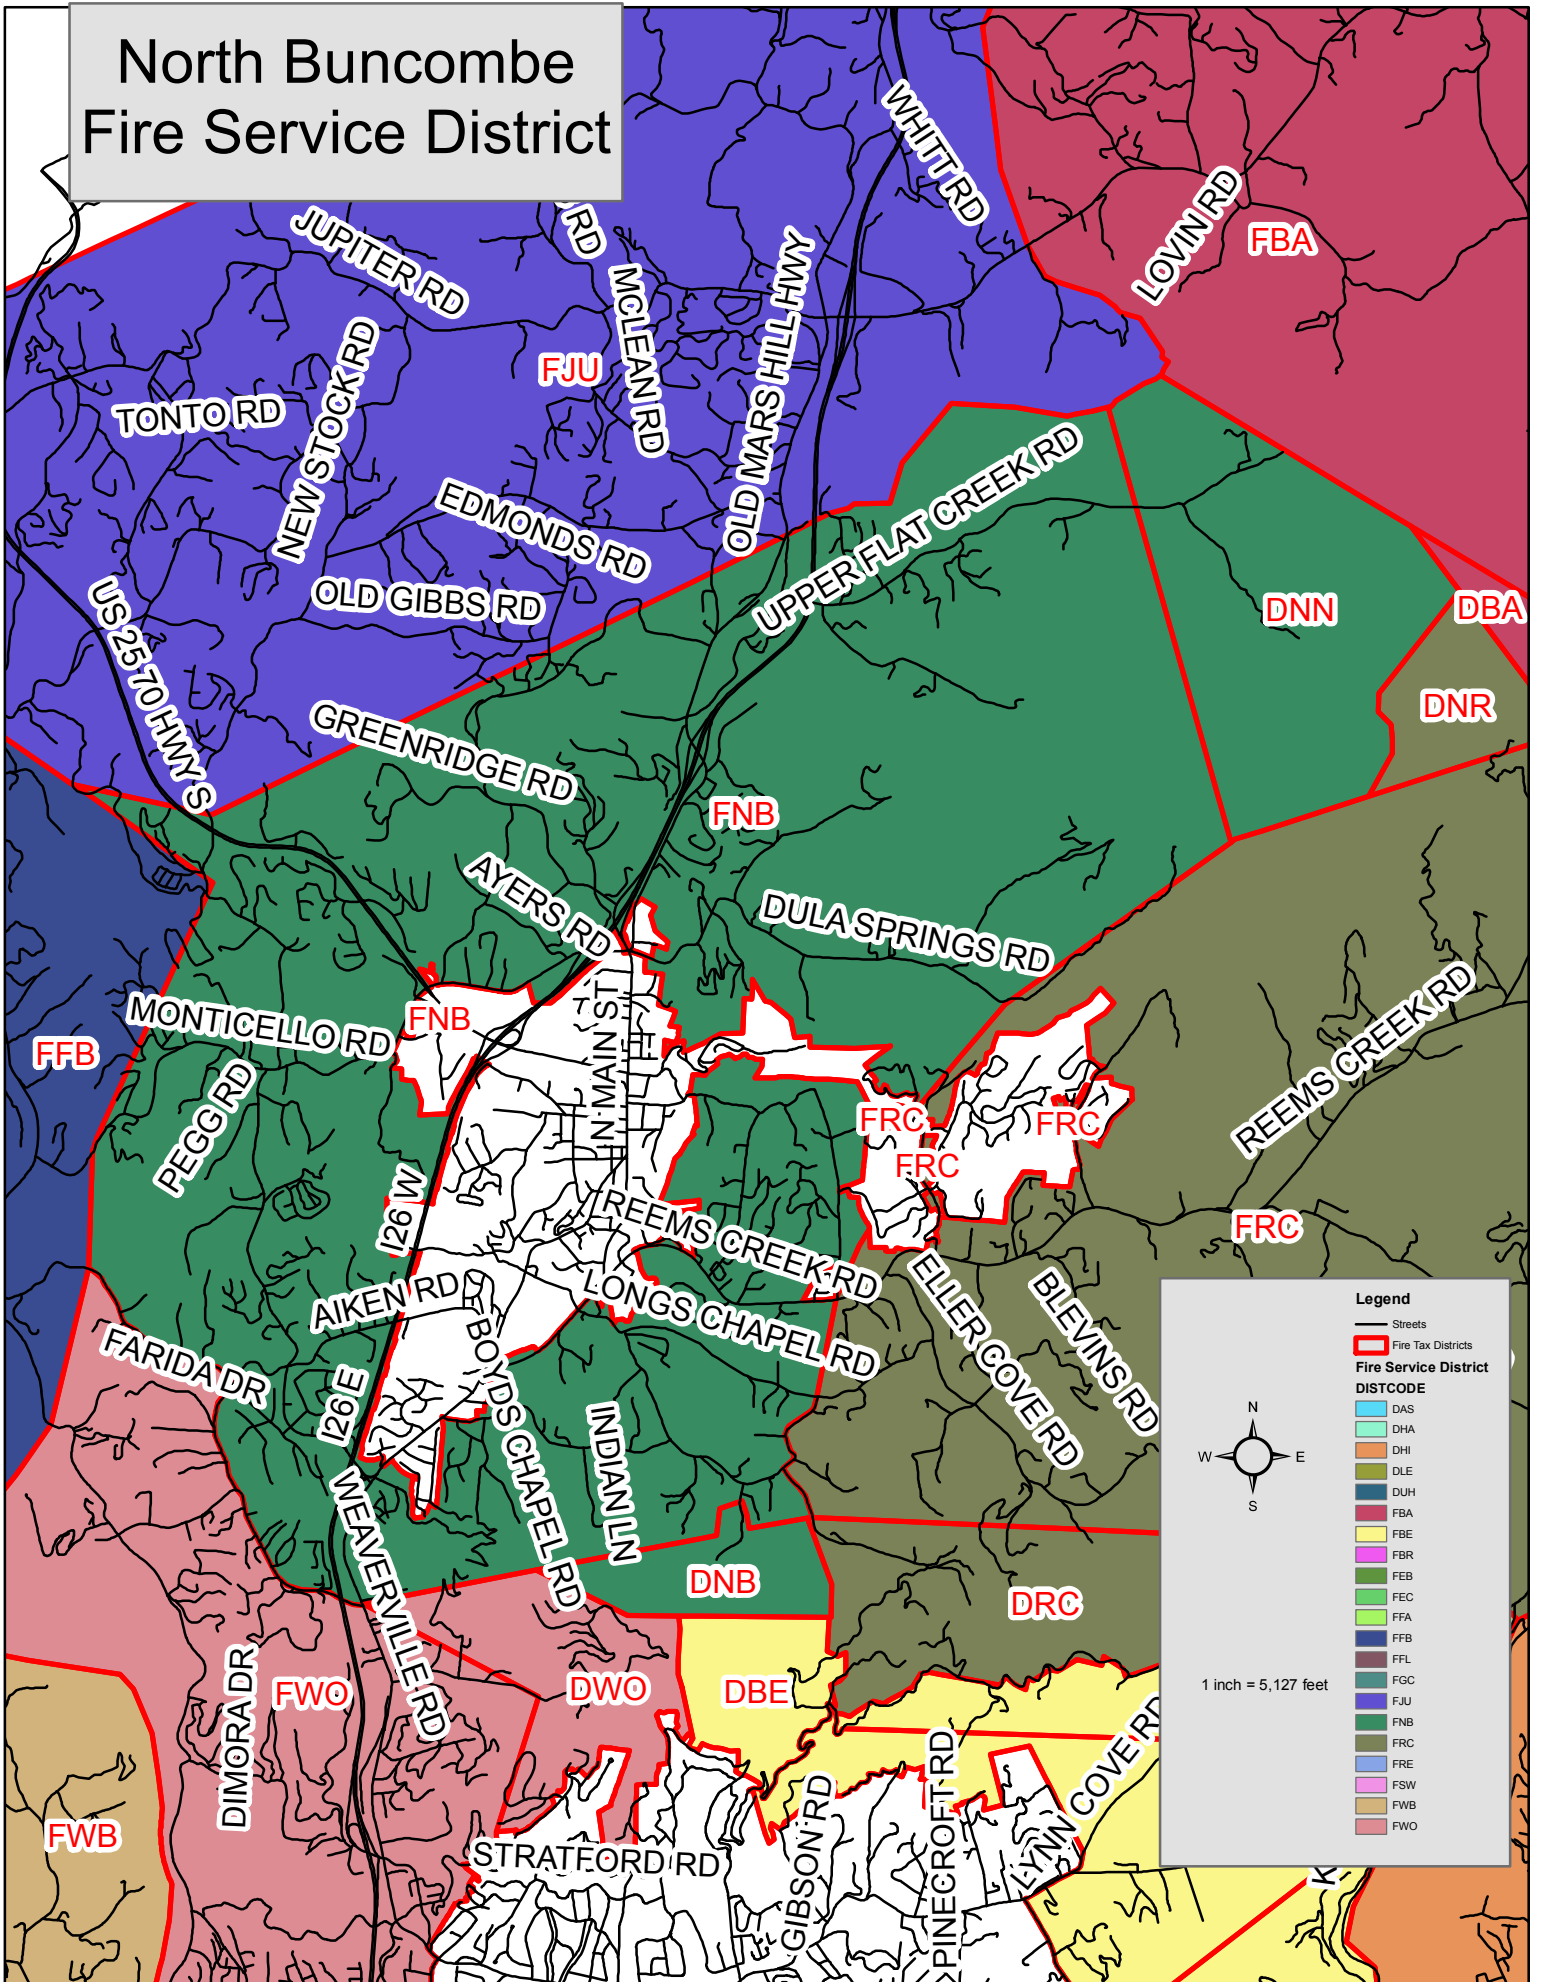 North Buncombe
Fire Service District
WHITT RD
LOVIN RD
FBA
JUPITER RD
RD
MCLEAN RD
OLD MARS HILL HWY
FJU
TONTO RD
NEW STOCK RD
EDMONDS RD
UPPER FLAT CREEK RD
OLD GIBBS RD
US 25 70 HWY S
DNN
DBA
DNR
GREENRIDGE RD
FNB
AYERS RD
DULA SPRINGS RD
MONTICELLO RD
FNB
N MAIN ST
REEMS CREEK RD
FFB
PEGG RD
FRC
FRC
FRC
I26 W
REEMS CREEK RD
FRC
AIKEN RD
LONGS CHAPEL RD
ELLER COVE RD
BLEVINS RD
FARIDA DR
I26 E
BOYDS CHAPEL RD
INDIAN LN
WEAVERVILLE RD
DNB
DRC
DIMORA DR
FWO
DWO
DBE
LYNN COVE RD
FWB
STRATFORD RD
GIBSON RD
PINECROFT RD
K
N
W
E
S
1 inch = 5,127 feet
Legend
Streets
Fire Tax Districts
Fire Service District
DISTCODE
DAS
DHA
DHI
DLE
DUH
FBA
FBE
FBR
FEB
FEC
FFA
FFB
FFL
FGC
FJU
FNB
FRC
FRE
FSW
FWB
FWO